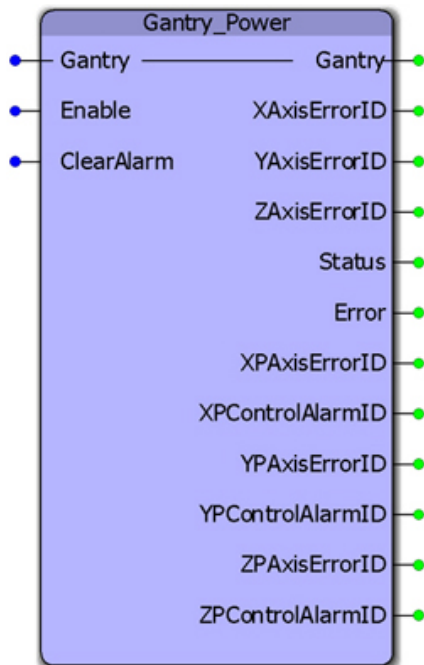 Gantry_Power
Gantry Gantry
Enable XAxisErrorID
ClearAlarm YAxisErrorID
ZAxisErrorID
Status
Error
XPAxisErrorID
XPControlAlarmID
YPAxisErrorID
YPControlAlarmID
ZPAxisErrorID
ZPControlAlarmID